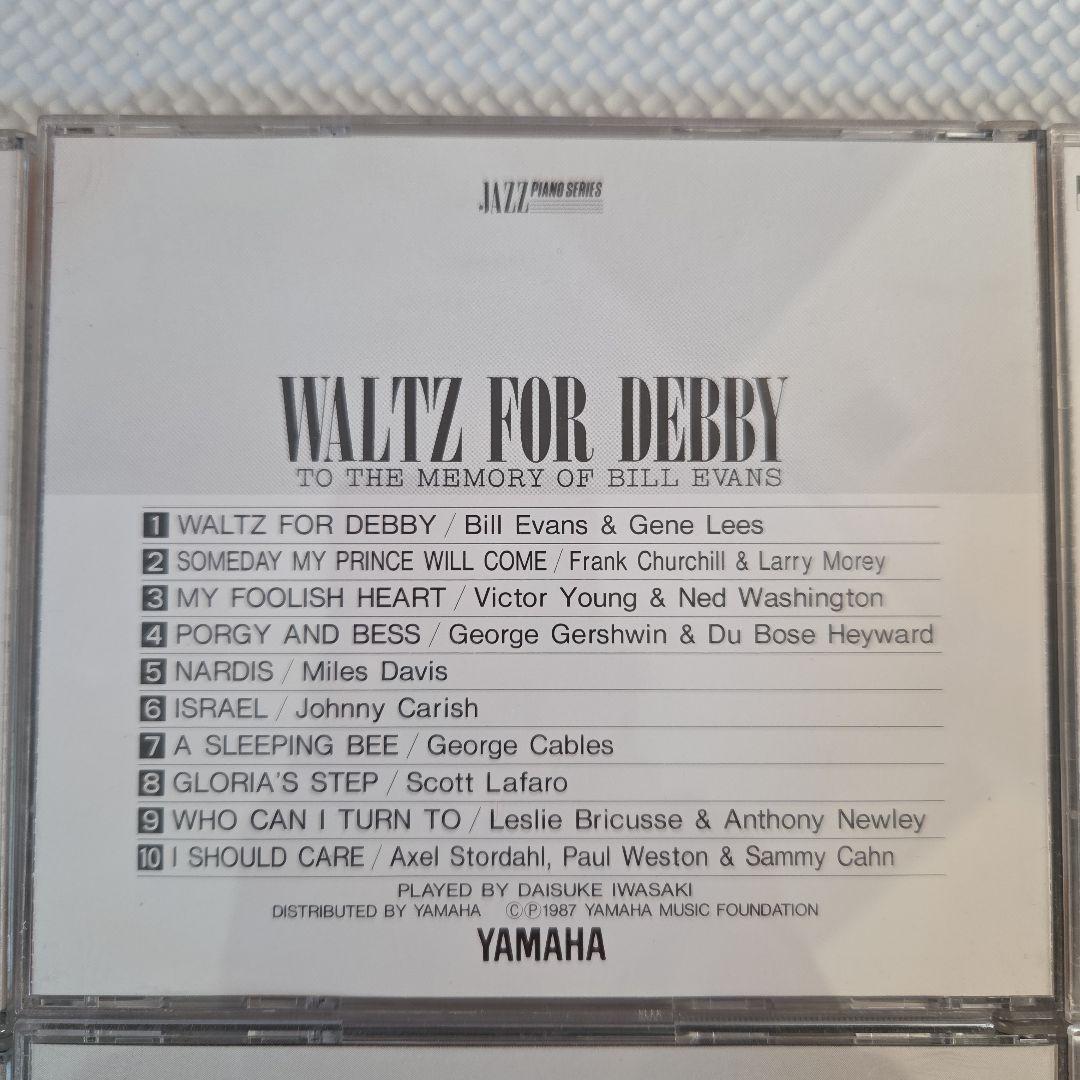 JAZZ PIANO SERIES
WALTZ FOR DEBBY
TO THE MEMORY OF BILL EVANS
1 WALTZ FOR DEBBY / Bill Evans & Gene Lees
2 SOMEDAY MY PRINCE WILL COME / Frank Churchill & Larry Morey
3 MY FOOLISH HEART / Victor Young & Ned Washington
4 PORGY AND BESS / George Gershwin & Du Bose Heyward
5 NARDIS / Miles Davis
6 ISRAEL / Johnny Carish
7 A SLEEPING BEE / George Cables
8 GLORIA'S STEP / Scott Lafaro
9 WHO CAN I TURN TO / Leslie Bricusse & Anthony Newley
10 I SHOULD CARE / Axel Stordahl, Paul Weston & Sammy Cahn
PLAYED BY DAISUKE IWASAKI
DISTRIBUTED BY YAMAHA ⒸⓅ1987 YAMAHA MUSIC FOUNDATION
YAMAHA